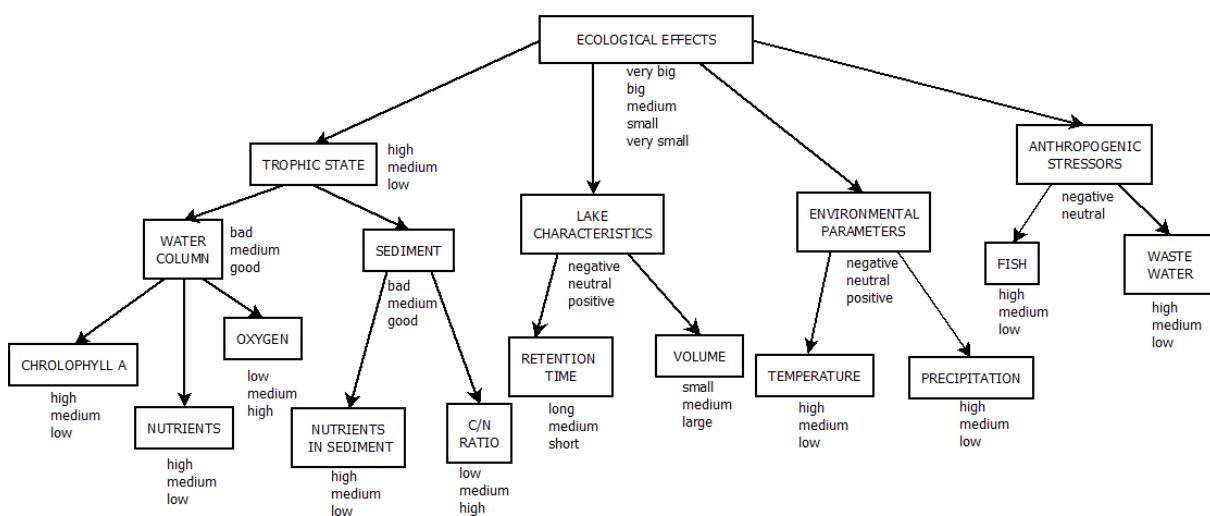 ECOLOGICAL EFFECTS
very big
big
medium
small
very small
TROPHIC STATE
high
medium
low
LAKE
CHARACTERISTICS
negative
neutral
positive
ENVIRONMENTAL
PARAMETERS
negative
neutral
positive
ANTHROPOGENIC
STRESSORS
negative
neutral
WATER
COLUMN
bad
medium
good
SEDIMENT
bad
medium
good
CHROLOPHYLL A
high
medium
low
NUTRIENTS
high
medium
low
OXYGEN
low
medium
high
NUTRIENTS
IN SEDIMENT
high
medium
low
C/N
RATIO
low
medium
high
RETENTION
TIME
long
medium
short
VOLUME
small
medium
large
TEMPERATURE
high
medium
low
PRECIPITATION
high
medium
low
FISH
high
medium
low
WASTE
WATER
high
medium
low